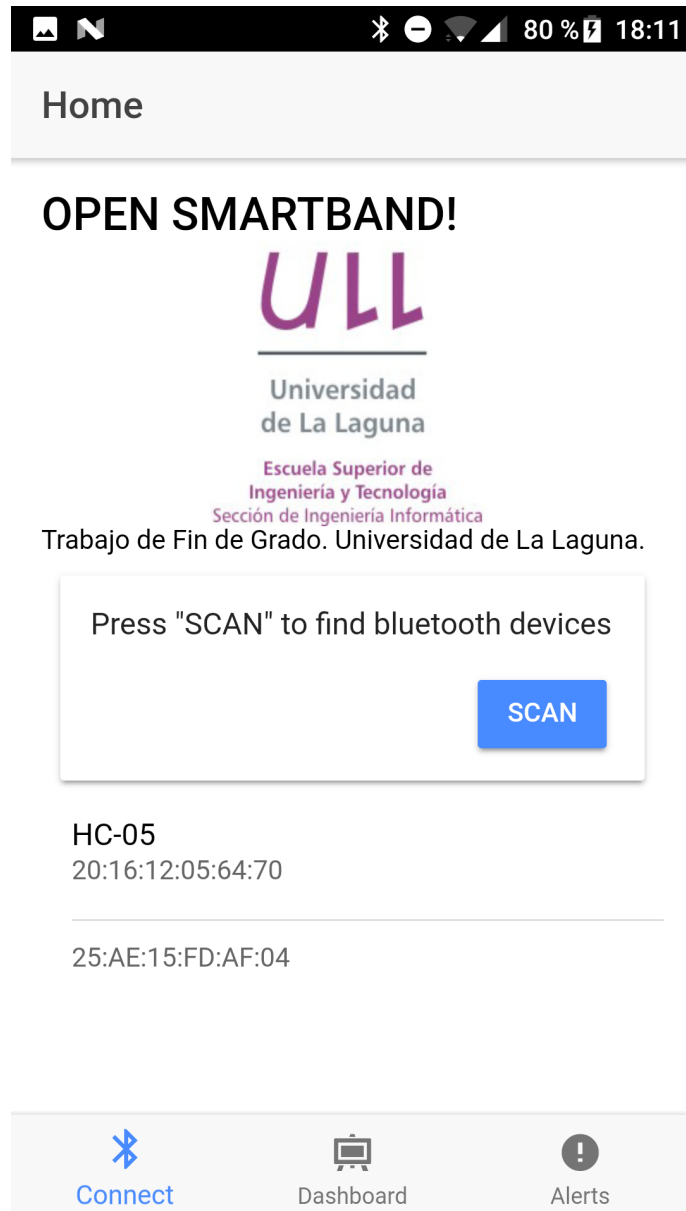 80 % 18:11
Home
OPEN SMARTBAND!
ull
Universidad
de La Laguna
Escuela Superior de
Ingeniería y Tecnología
Sección de Ingeniería Informática
Trabajo de Fin de Grado. Universidad de La Laguna.
Press "SCAN" to find bluetooth devices
SCAN
HC-05
20:16:12:05:64:70
25:AE:15:FD:AF:04
Connect Dashboard Alerts